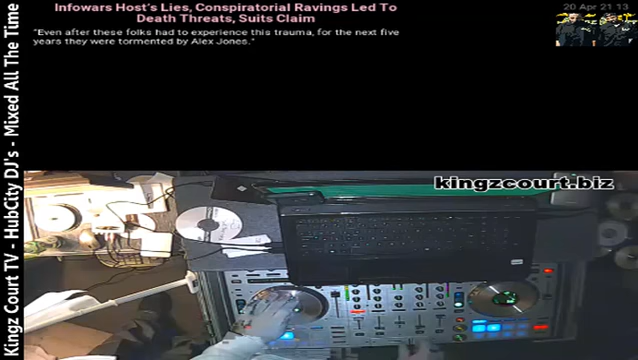 Infowars Host's Lies, Conspiratorial Ravings Led To
Death Threats, Suits Claim
"Even after these folks had to experience this trauma, for the next five
years they were tormented by Alex Jones."
20 Apr 21 13
kingzcourt.biz
Kingz Court TV - HubCity DJ's - Mixed All The Time